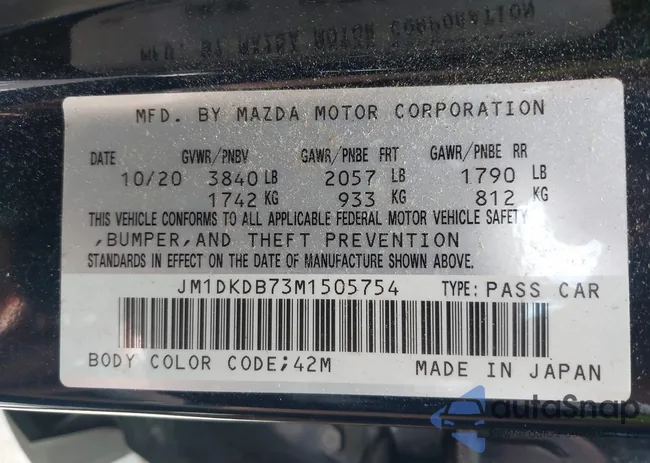 MFD. BY MAZDA MOTOR CORPORATION
DATE GVWR/PNBV GAWR/PNBE FRT GAWR/PNBE RR
10/20 3840 LB 2057 LB 1790 LB
1742 KG 933 KG 812 KG
THIS VEHICLE CONFORMS TO ALL APPLICABLE FEDERAL MOTOR VEHICLE SAFETY
,BUMPER,AND THEFT PREVENTION
STANDARDS IN EFFECT ON THE DATE OF MANUFACTURE SHOWN ABOVE.
JM1DKDB73M1505754 TYPE: PASS CAR
BODY COLOR CODE;42M MADE IN JAPAN
autoSnap